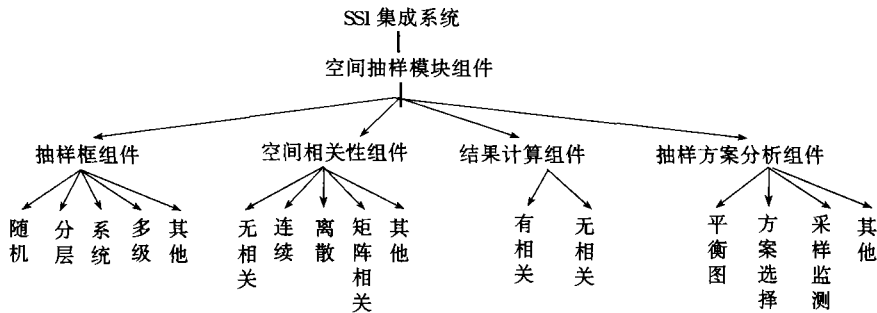 SSI 集成系统
空间抽样模块组件
抽样框组件
空间相关性组件
结果计算组件
抽样方案分析组件
随机
分层
系统
多级
其他
无相关
连续
离散
矩阵相关
其他
有相关
无相关
平衡图
方案选择
采样监测
其他